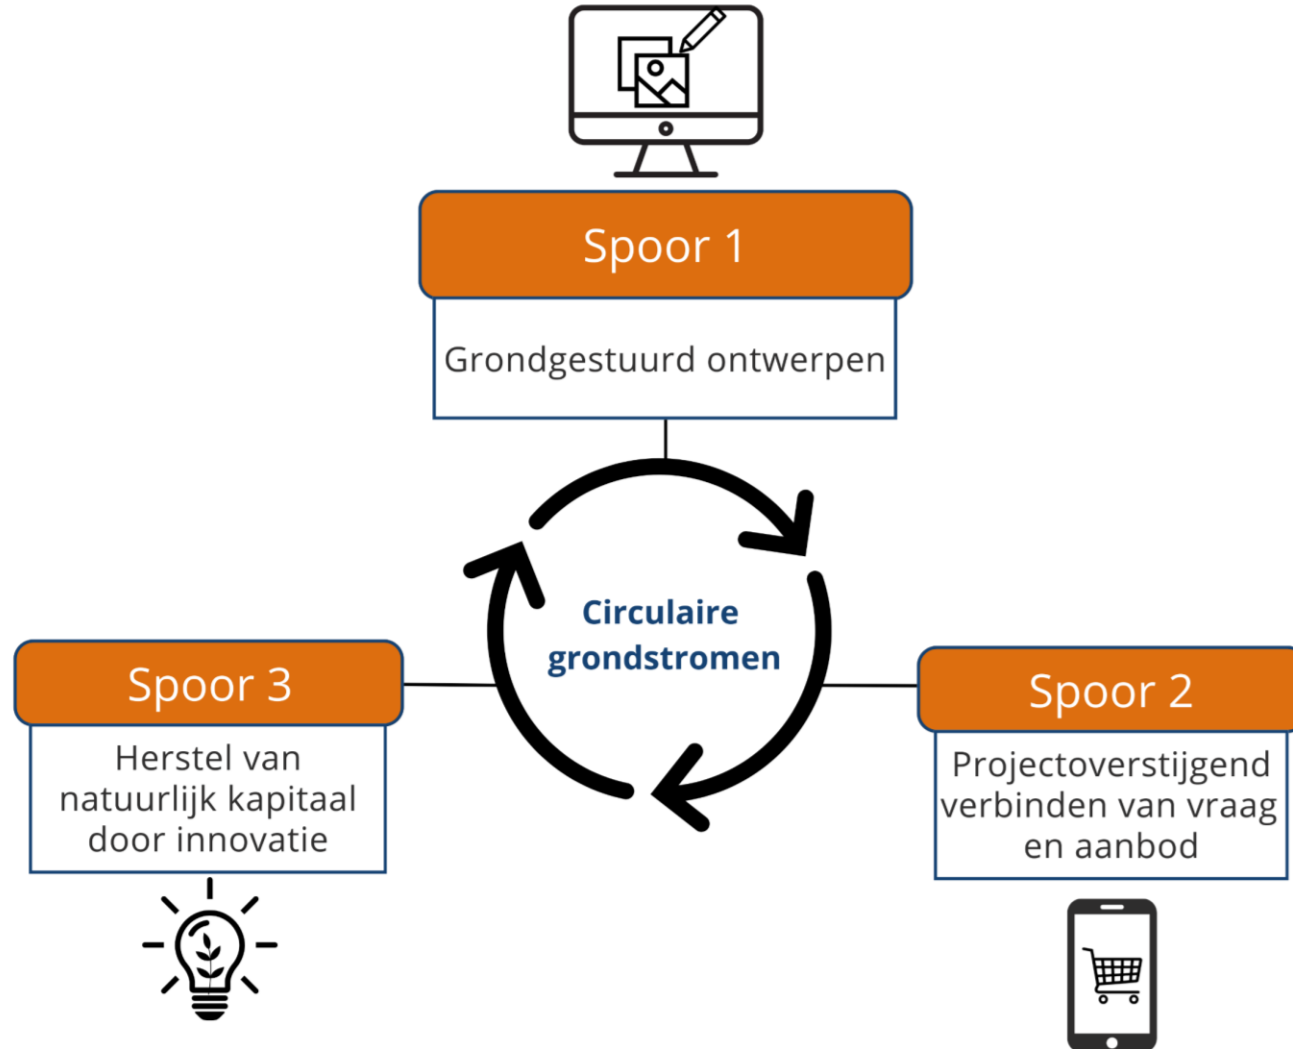 Spoor 1
Grondgestuurd ontwerpen
Circulaire
grondstromen
Spoor 3
Herstel van
natuurlijk kapitaal
door innovatie
Spoor 2
Projectoverstijgend
verbinden van vraag
en aanbod